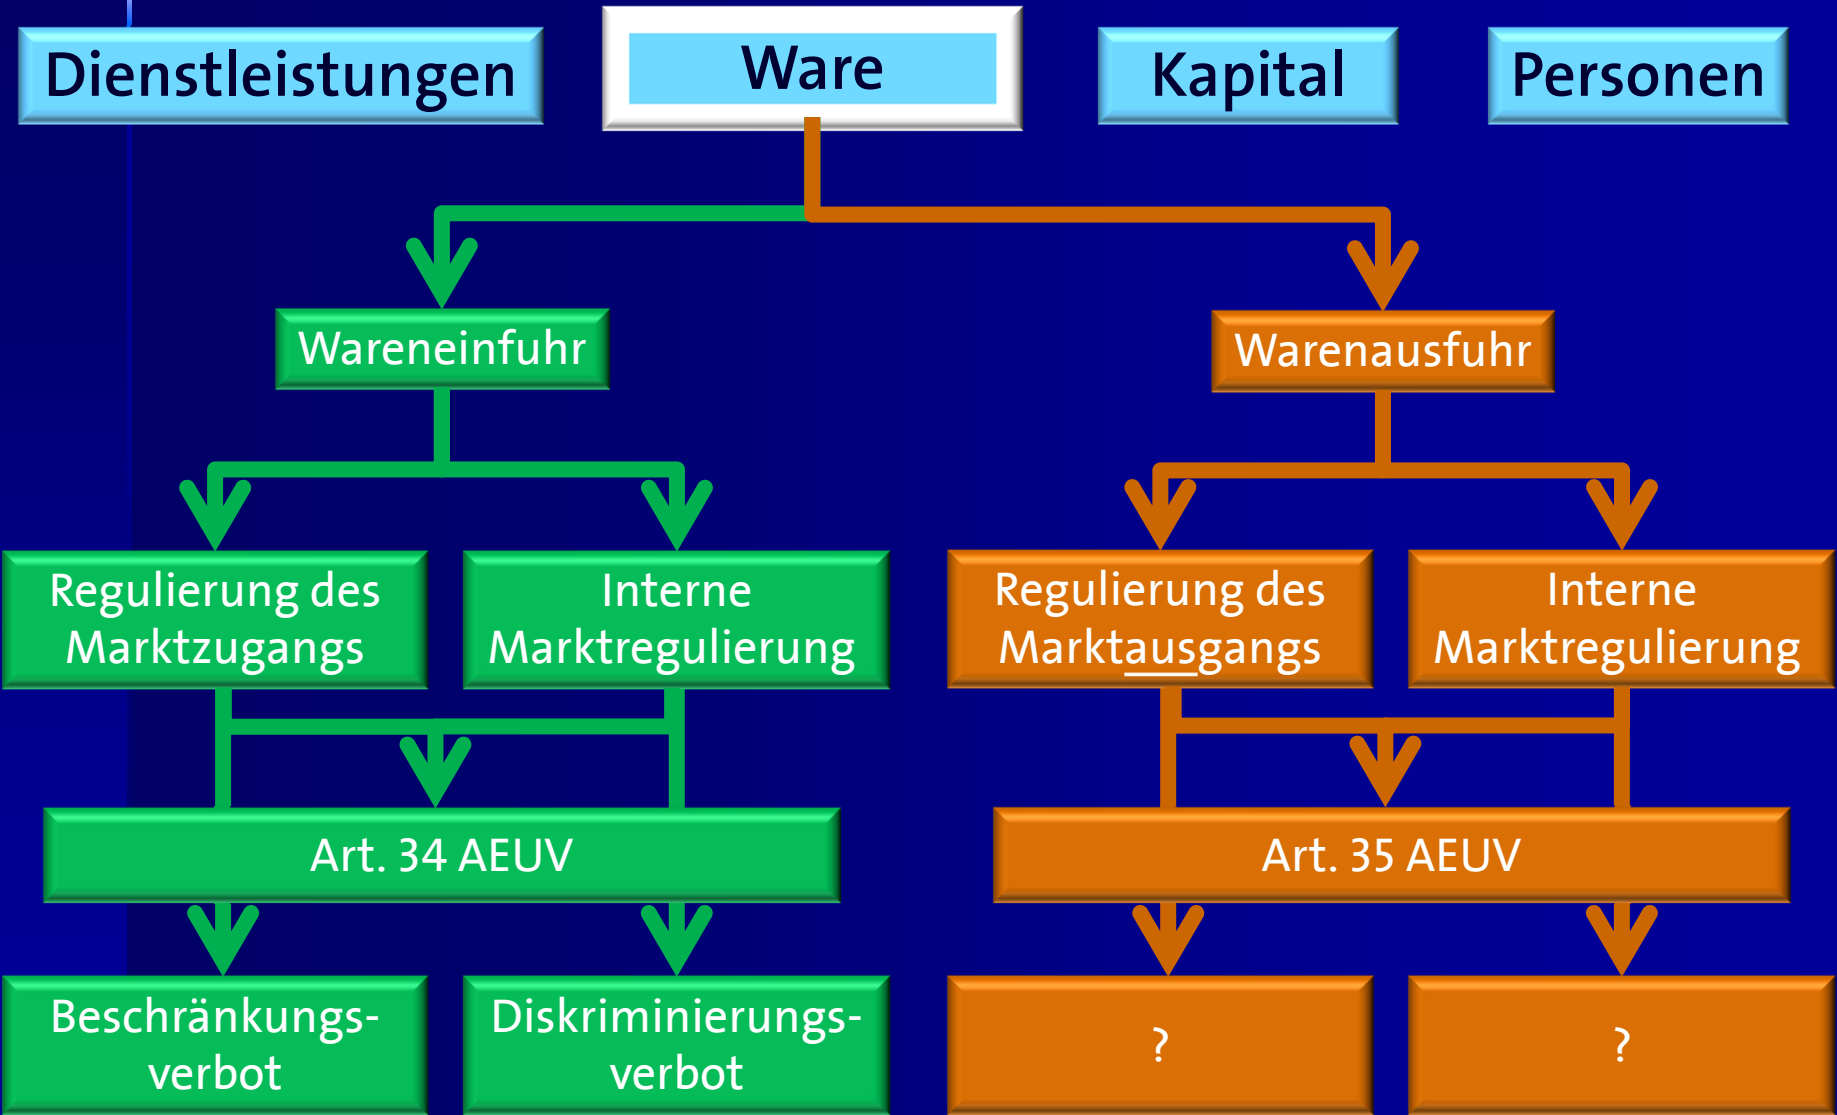 Dienstleistungen
Ware
Kapital
Personen
Wareneinfuhr
Warenausfuhr
Regulierung des
Marktzugangs
Interne
Marktregulierung
Regulierung des
Marktausgangs
Interne
Marktregulierung
Art. 34 AEUV
Art. 35 AEUV
Beschränkungs-
verbot
Diskriminierungs-
verbot
?
?